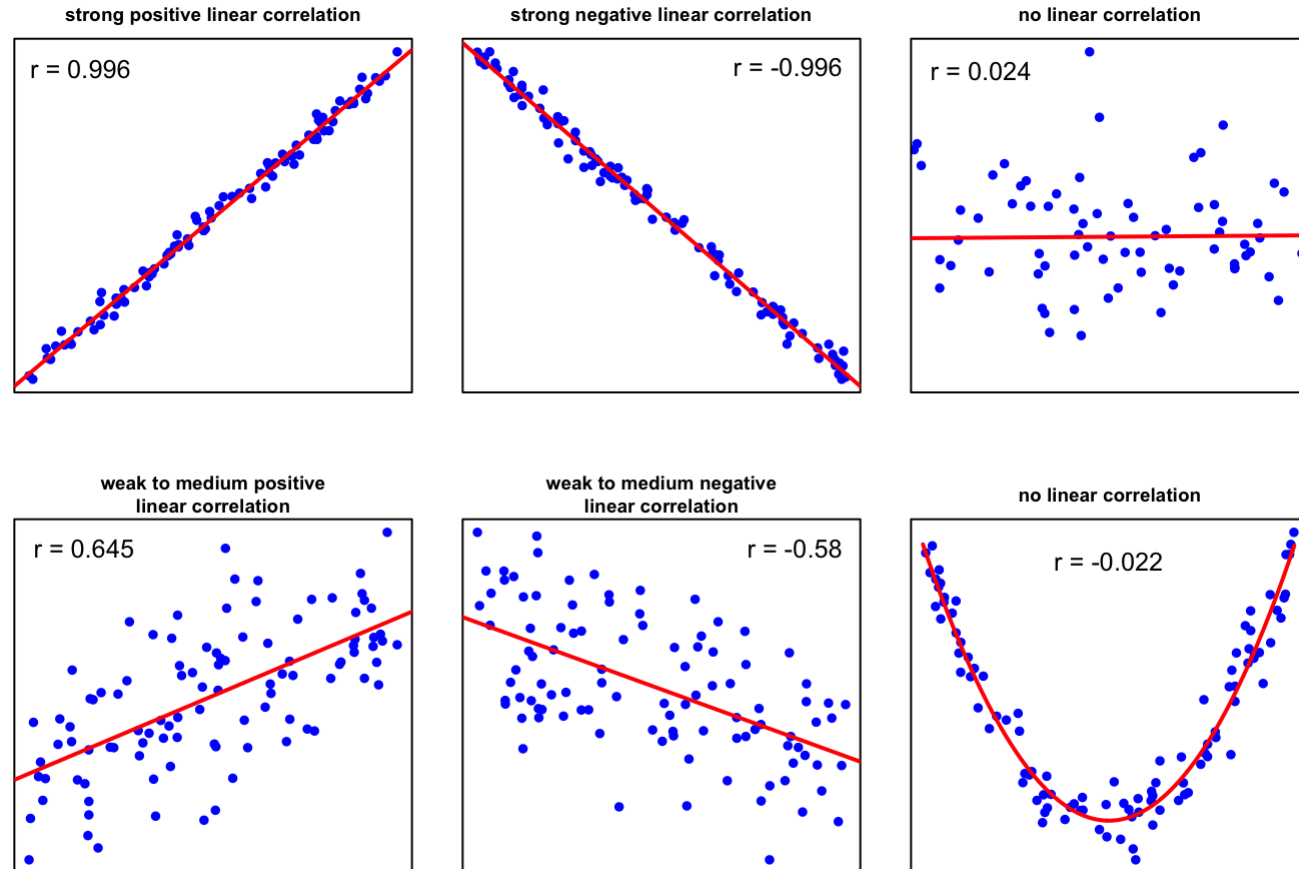 strong positive linear correlation
strong negative linear correlation
no linear correlation
r = 0.996
r = -0.996
r = 0.024
weak to medium positive
linear correlation
weak to medium negative
linear correlation
no linear correlation
r = 0.645
r = -0.58
r = -0.022